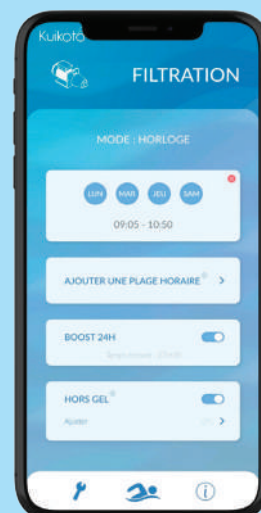 Kuikoto
FILTRATION
MODE : HORLOGE
LUN MAR JEU SAM
09:05 - 10:50
AJOUTER UNE PLAGE HORAIRE
BOOST 24H
HORS GEL
Ajuster